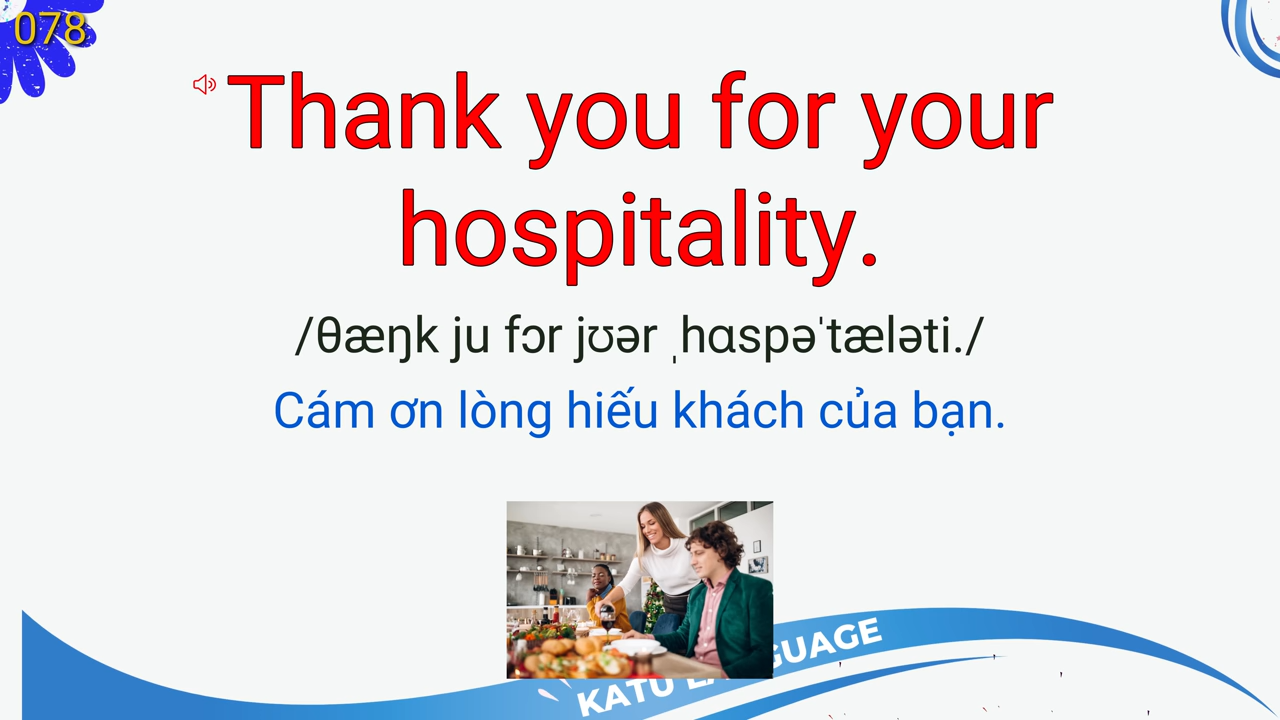 078
Thank you for your
hospitality.
/θæŋk ju fɔr jʊər ˌhɑspəˈtæləti./
Cám ơn lòng hiếu khách của bạn.
KATU GUAGE